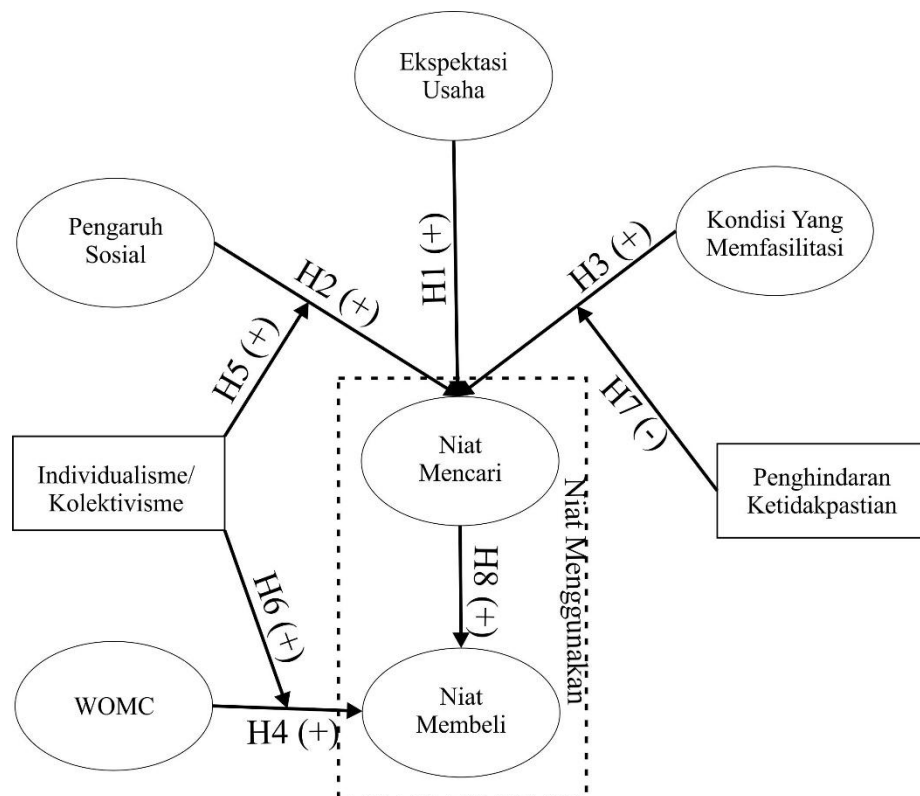 Ekspektasi
Usaha
Pengaruh
Sosial
Kondisi Yang
Memfasilitasi
H1 (+)
H2 (+)
H3 (+)
H5 (+)
H7 (-)
Individualisme/
Kolektivisme
Niat
Mencari
Niat Menggunakan
Penghindaran
Ketidakpastian
H6 (+)
H8 (+)
WOMC
H4 (+)
Niat
Membeli